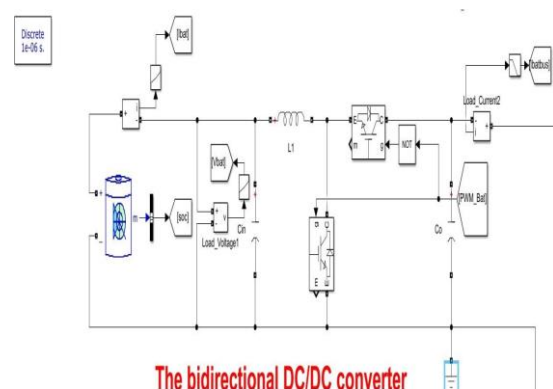 Discrete
1e-06 s.
[Ibat]
[Ibatbus]
Load_Current2
L1
NOT
[Vbat]
[PWM_Bat]
[soc]
m
Load_Voltage1
Cin
Co
The bidirectional DC/DC converter